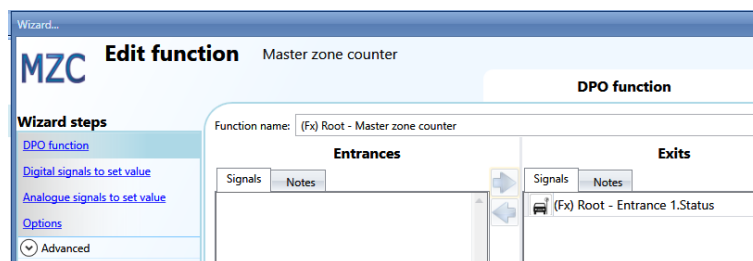 Wizard...
MZC Edit function Master zone counter
DPO function
Wizard steps
DPO function
Digital signals to set value
Analogue signals to set value
Options
Advanced
Function name: (Fx) Root - Master zone counter
Entrances
Signals Notes
Exits
Signals Notes
(Fx) Root - Entrance 1.Status